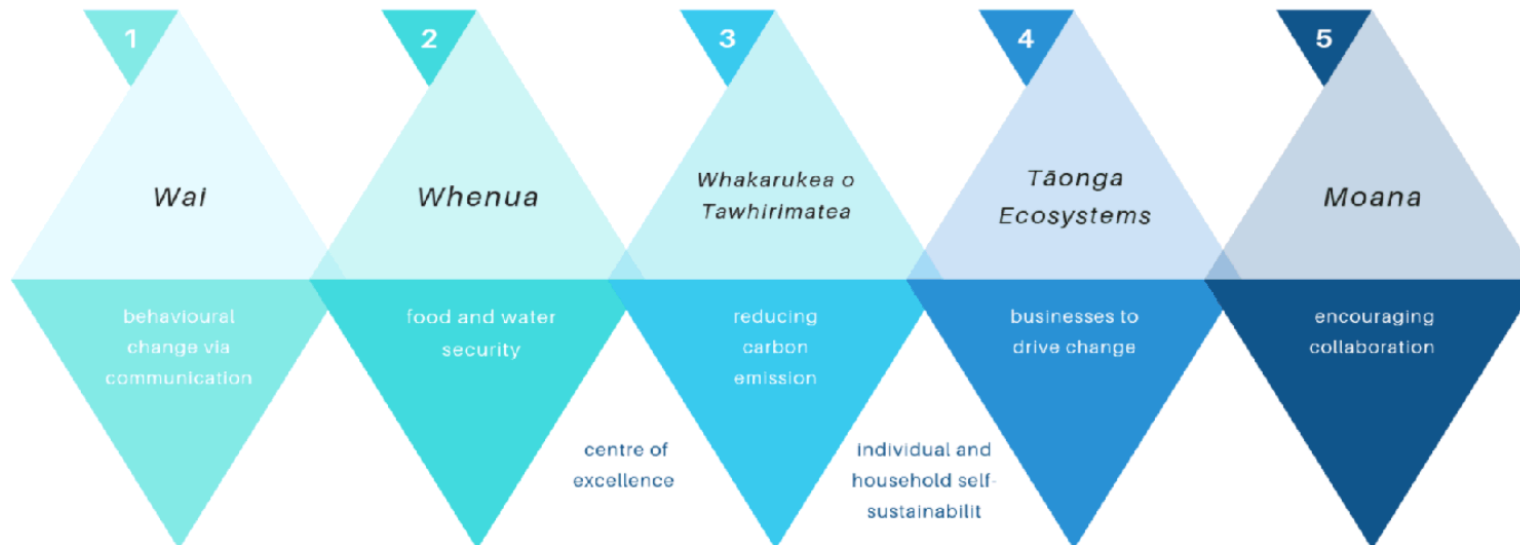 1
Wai
behavioural
change via
communication
2
Whenua
food and water
security
centre of
excellence
3
Whakarukea o
Tawhirimatea
reducing
carbon
emission
individual and
household self-
sustainabilit
4
Tāonga
Ecosystems
businesses to
drive change
5
Moana
encouraging
collaboration